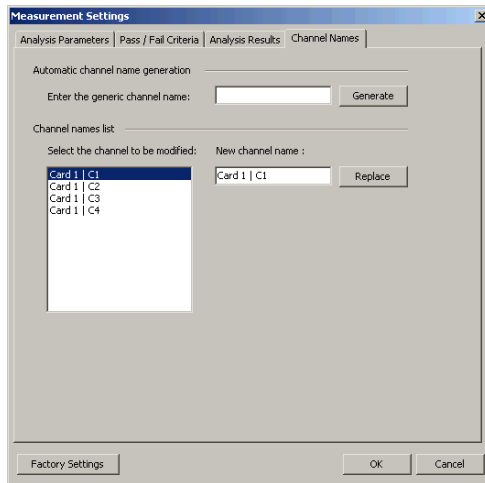 Measurement Settings
Analysis Parameters | Pass / Fail Criteria | Analysis Results | Channel Names
Automatic channel name generation
Enter the generic channel name: Generate
Channel names list
Select the channel to be modified: New channel name :
Card 1 | C1 Card 1 | C1 Replace
Card 1 | C2
Card 1 | C3
Card 1 | C4
Factory Settings OK Cancel